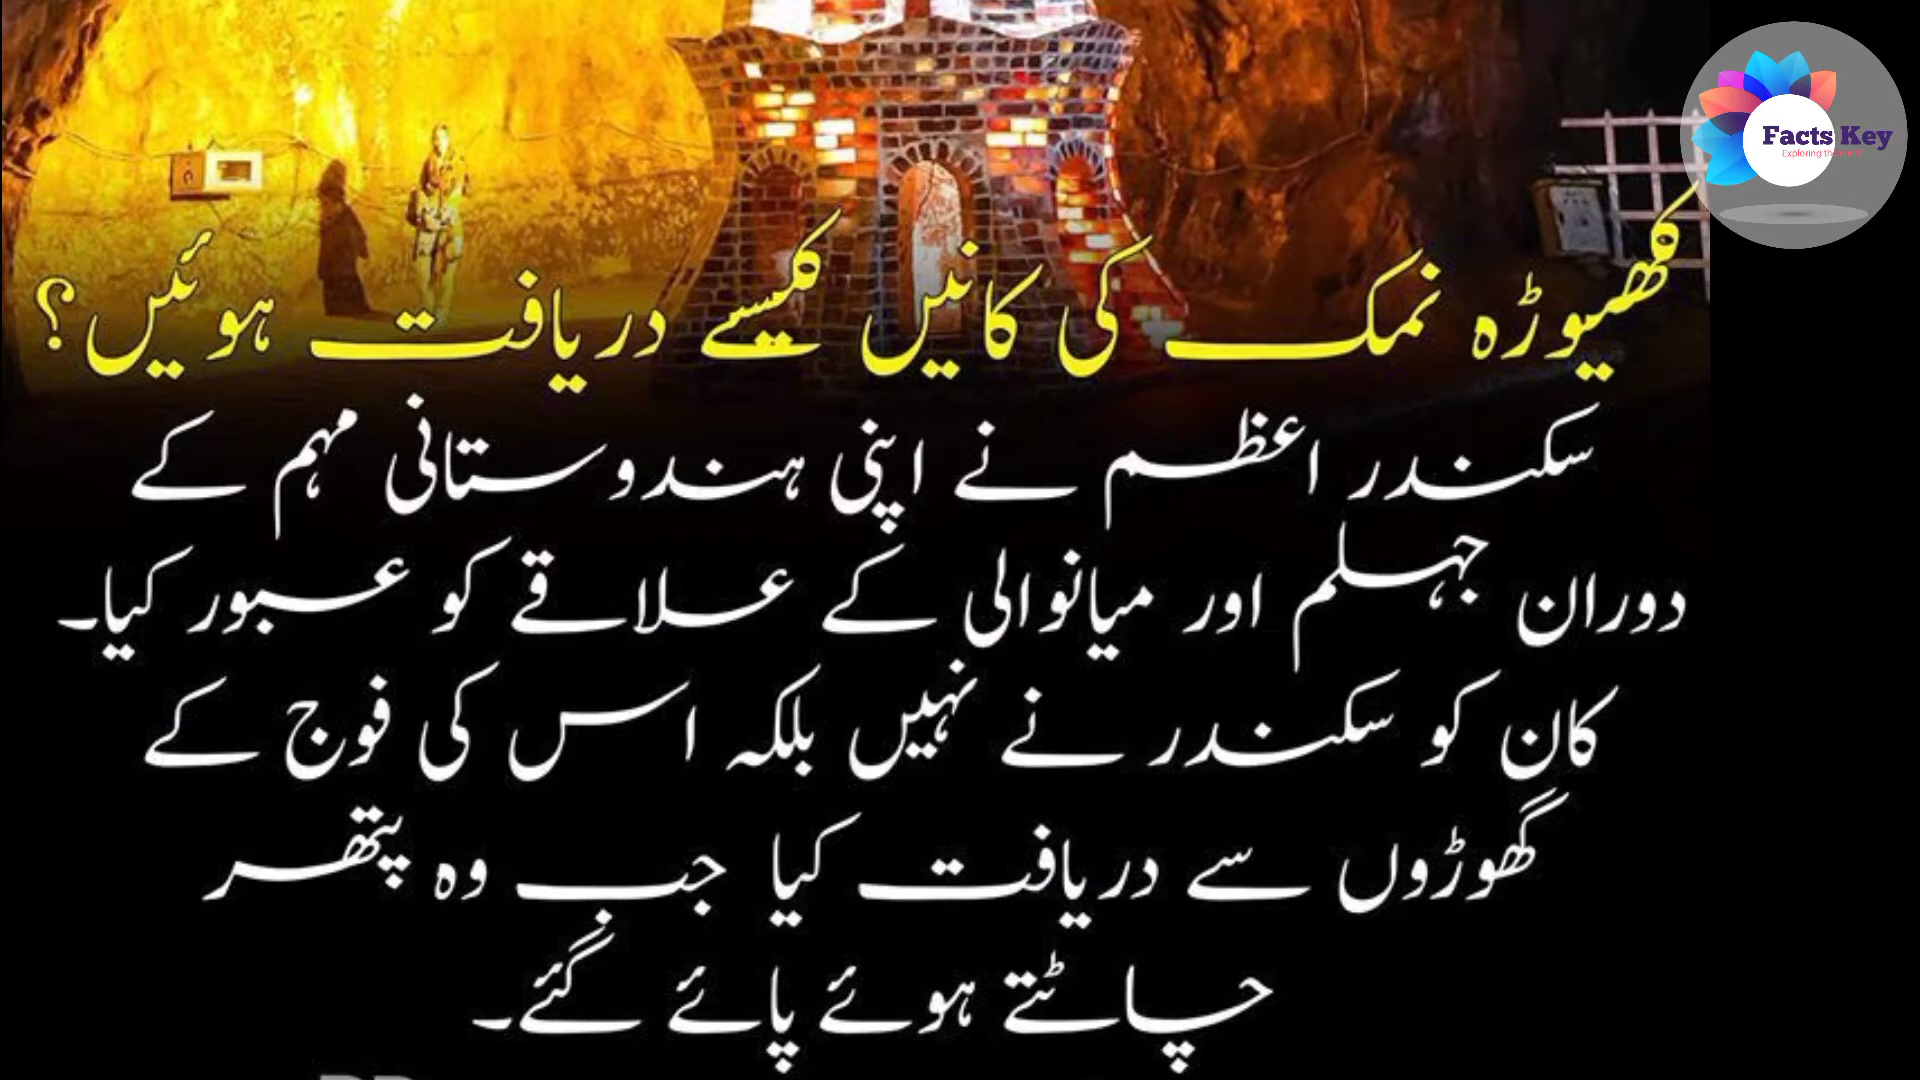 Facts Key
کھیوڑہ نمک کی کانیں کیسے دریافت ہوئیں؟
سکندر اعظم نے اپنی ہندوستانی مہم کے
دوران جہلم اور میانوالی کے علاقے کو عبور کیا۔
کان کو سکندر نے نہیں بلکہ اس کی فوج کے
گھوڑوں سے دریافت کیا جب وہ پتھر
چاٹتے ہوئے پائے گئے۔